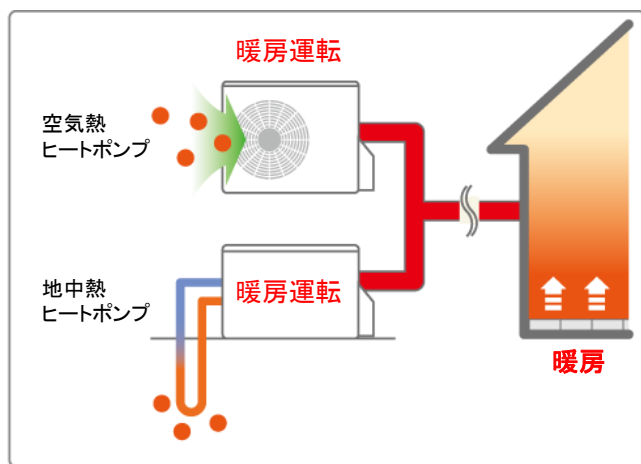 暖房運転
空気熱
ヒートポンプ
地中熱
ヒートポンプ
暖房運転
暖房